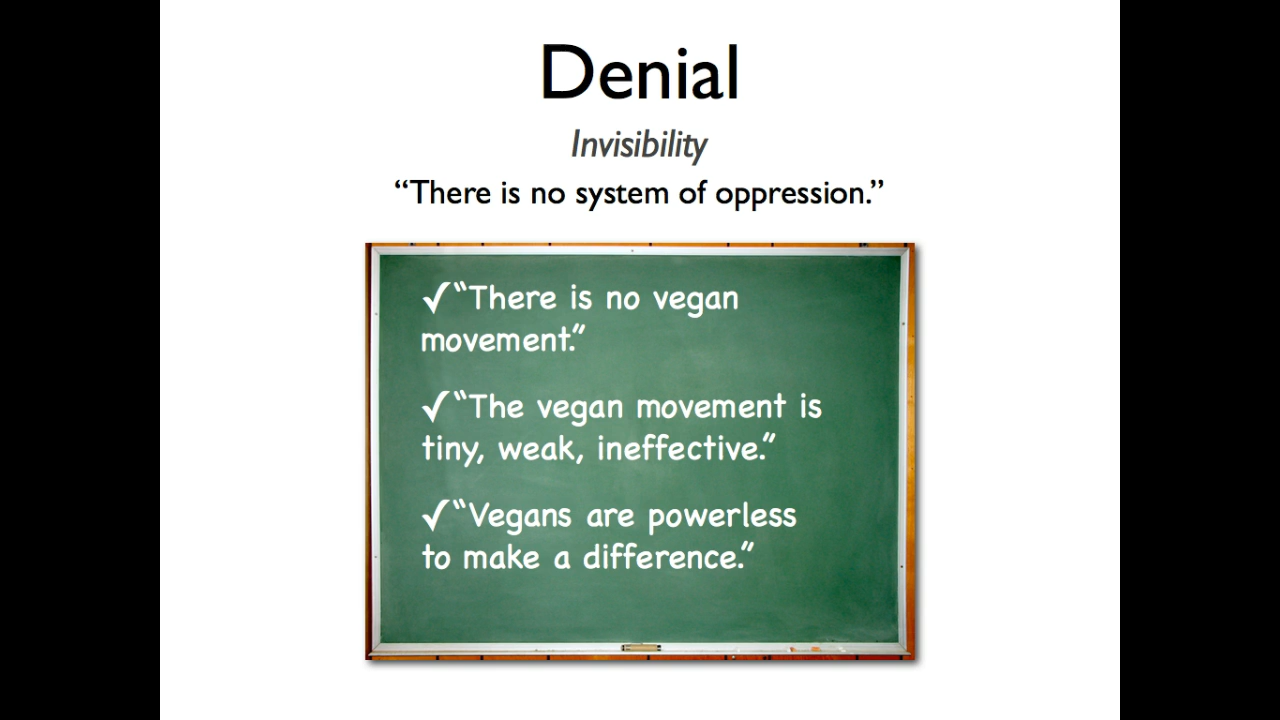 Denial
Invisibility
“There is no system of oppression.”
✓“There is no vegan
movement.”
✓“The vegan movement is
tiny, weak, ineffective.”
✓“Vegans are powerless
to make a difference.”